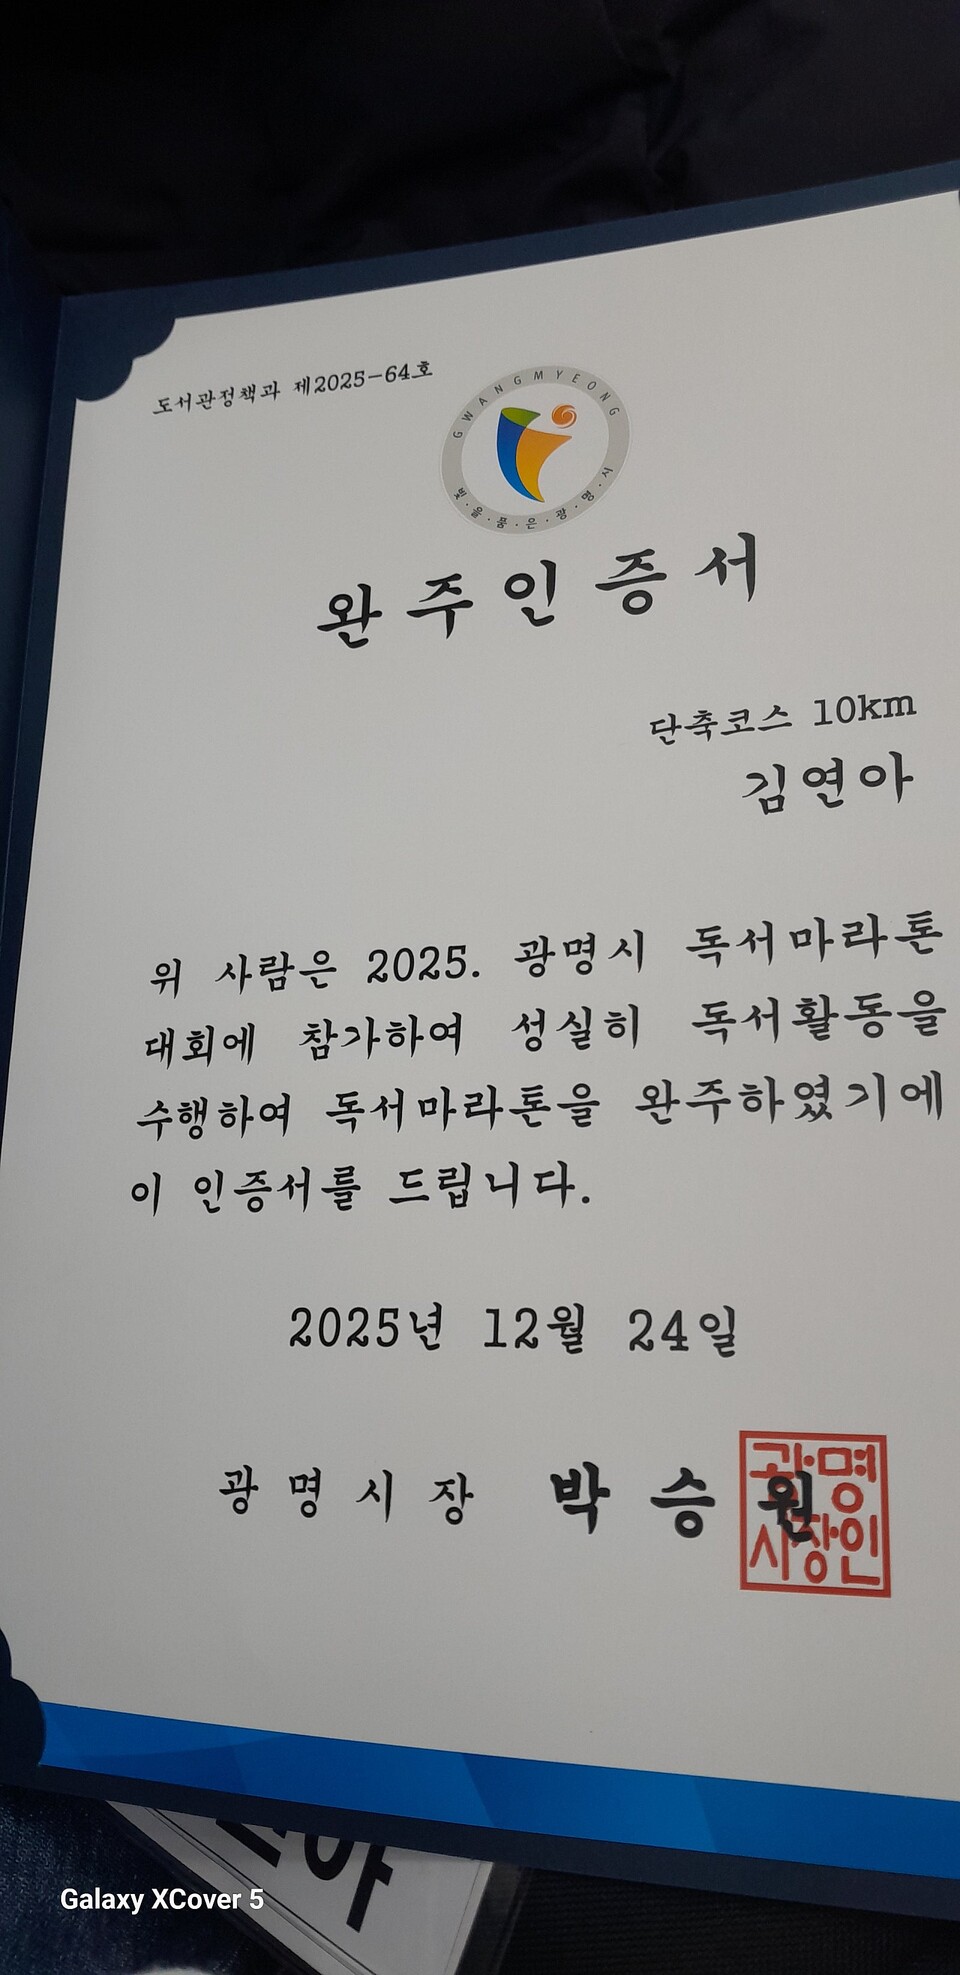 도서관정책과 제2025-64호
GWANGMYEONG
빛·을·품·은·광·명·시
완주인증서
단축코스 10km
김연아
위 사람은 2025. 광명시 독서마라톤
대회에 참가하여 성실히 독서활동을
수행하여 독서마라톤을 완주하였기에
이 인증서를 드립니다.
2025년 12월 24일
광명시장 박승원
광명
시장인
아
Galaxy XCover 5